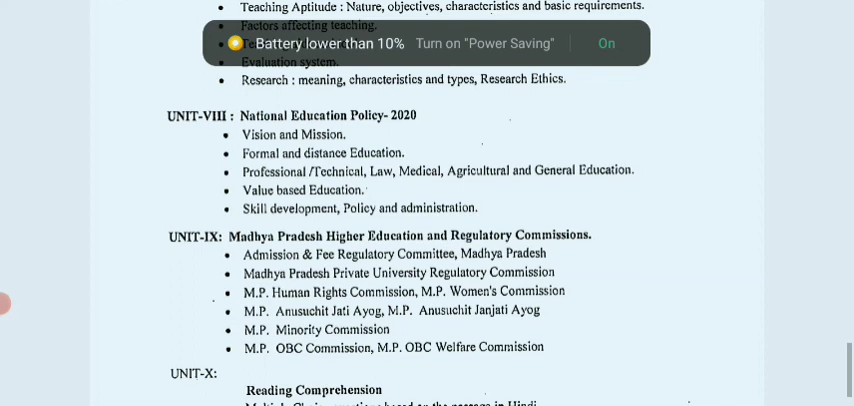 Teaching Aptitude : Nature, objectives, characteristics and basic requirements.
Factors affecting teaching.
Battery lower than 10% Turn on "Power Saving" On
Evaluation system.
Research : meaning, characteristics and types, Research Ethics.
UNIT-VIII : National Education Policy- 2020
Vision and Mission.
Formal and distance Education.
Professional /Technical, Law, Medical, Agricultural and General Education.
Value based Education.
Skill development, Policy and administration.
UNIT-IX: Madhya Pradesh Higher Education and Regulatory Commissions.
Admission & Fee Regulatory Committee, Madhya Pradesh
Madhya Pradesh Private University Regulatory Commission
M.P. Human Rights Commission, M.P. Women's Commission
M.P. Anusuchit Jati Ayog, M.P. Anusuchit Janjati Ayog
M.P. Minority Commission
M.P. OBC Commission, M.P. OBC Welfare Commission
UNIT-X:
Reading Comprehension